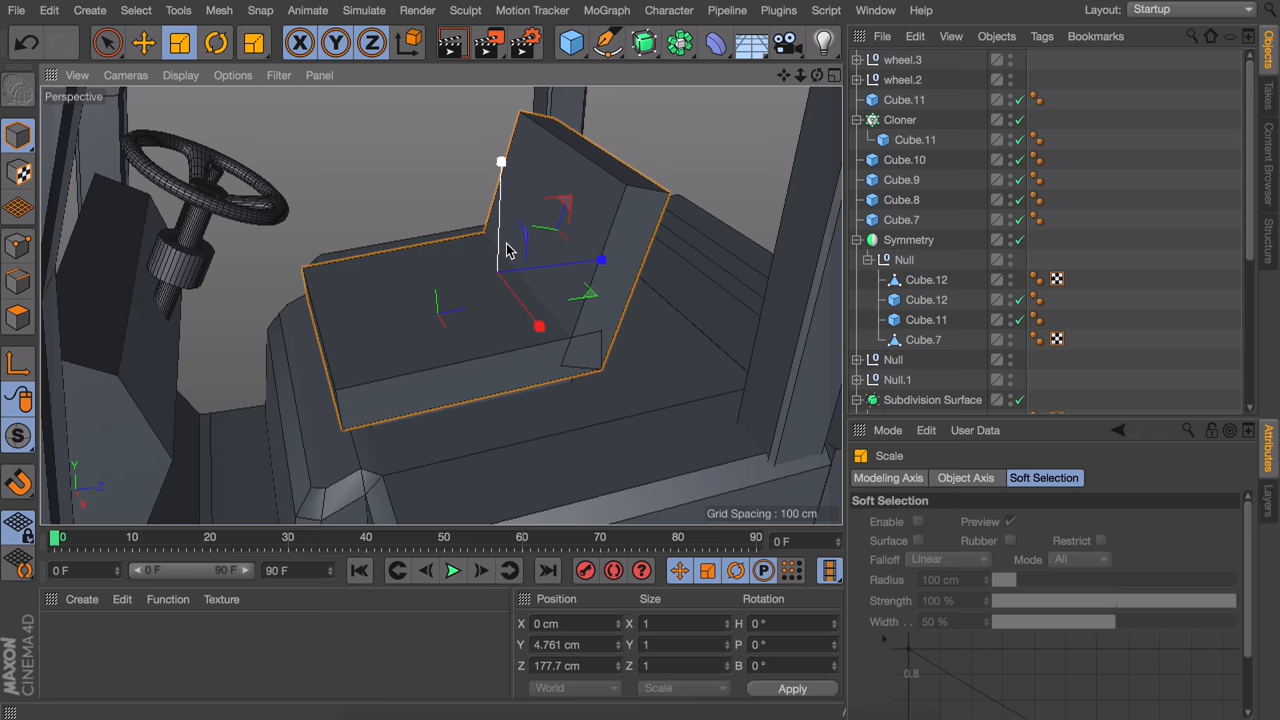 File Edit Create Select Tools Mesh Snap Animate Simulate Render Sculpt Motion Tracker MoGraph Character Pipeline Plugins Script Window Help Layout: Startup
File Edit View Objects Tags Bookmarks
View Cameras Display Options Filter Panel
Perspective
wheel.3
wheel.2
Cube.11
Cloner
Cube.11
Cube.10
Cube.9
Cube.8
Cube.7
Symmetry
Null
Cube.12
Cube.12
Cube.11
Cube.7
Null
Null.1
Subdivision Surface
Objects
Takes
Content Browser
Structure
Y
Z
X
Grid Spacing : 100 cm
0 10 20 30 40 50 60 70 80 90 0 F
0 F 0 F 90 F 90 F
Create Edit Function Texture
Position Size Rotation
X 0 cm X 1 H 0 °
Y 4.761 cm Y 1 P 0 °
Z 177.7 cm Z 1 B 0 °
World Scale Apply
Mode Edit User Data
Scale
Modeling Axis Object Axis Soft Selection
Soft Selection
Enable Preview
Surface Rubber Restrict
Falloff Linear Mode All
Radius 100 cm
Strength 100 %
Width . . 50 %
0.8
Attributes
Layers
MAXON
CINEMA 4D